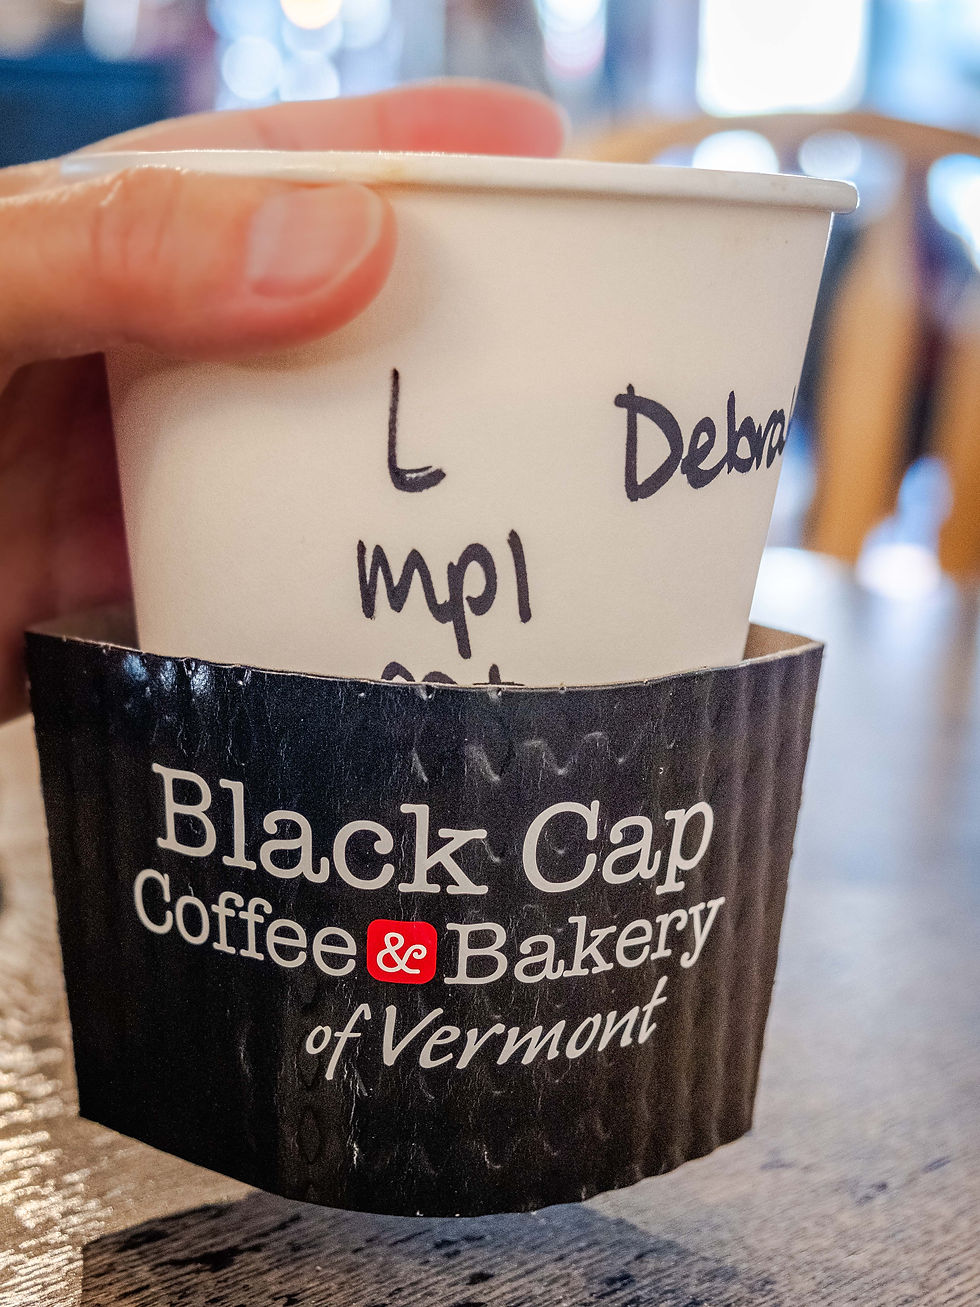 L
Debra
mpl
Black Cap
Coffee & Bakery
of Vermont